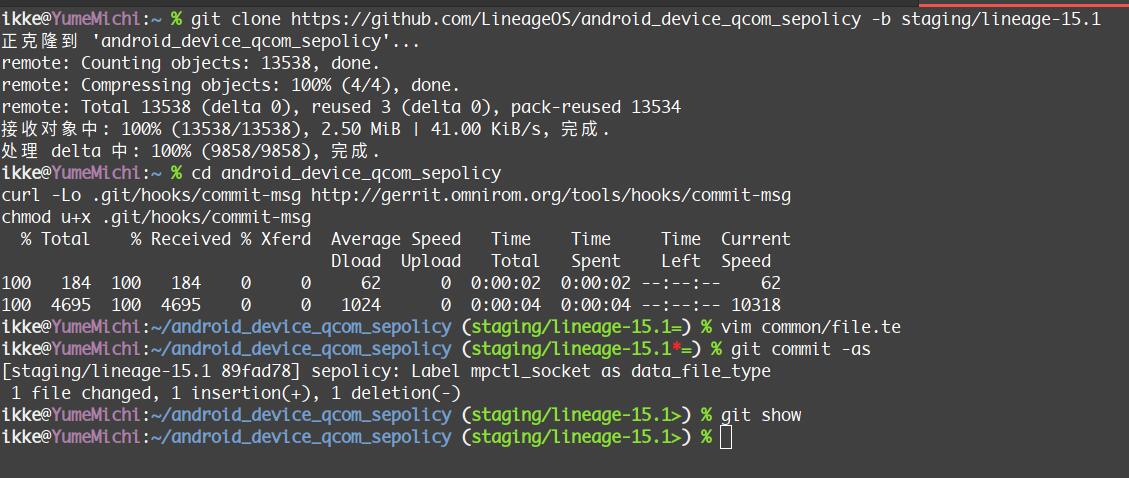 ikke@YumeMichi:~ % git clone https://github.com/LineageOS/android_device_qcom_sepolicy -b staging/lineage-15.1
正克隆到 'android_device_qcom_sepolicy'...
remote: Counting objects: 13538, done.
remote: Compressing objects: 100% (4/4), done.
remote: Total 13538 (delta 0), reused 3 (delta 0), pack-reused 13534
接收对象中: 100% (13538/13538), 2.50 MiB | 41.00 KiB/s, 完成.
处理 delta 中: 100% (9858/9858), 完成.
ikke@YumeMichi:~ % cd android_device_qcom_sepolicy
curl -Lo .git/hooks/commit-msg http://gerrit.omnirom.org/tools/hooks/commit-msg
chmod u+x .git/hooks/commit-msg
  % Total    % Received % Xferd  Average Speed   Time    Time     Time  Current
                                 Dload  Upload   Total   Spent    Left  Speed
100   184  100   184    0     0     62      0  0:00:02  0:00:02 --:--:--    62
100  4695  100  4695    0     0   1024      0  0:00:04  0:00:04 --:--:-- 10318
ikke@YumeMichi:~/android_device_qcom_sepolicy (staging/lineage-15.1=) % vim common/file.te
ikke@YumeMichi:~/android_device_qcom_sepolicy (staging/lineage-15.1*=) % git commit -as
[staging/lineage-15.1 89fad78] sepolicy: Label mpctl_socket as data_file_type
 1 file changed, 1 insertion(+), 1 deletion(-)
ikke@YumeMichi:~/android_device_qcom_sepolicy (staging/lineage-15.1>) % git show
ikke@YumeMichi:~/android_device_qcom_sepolicy (staging/lineage-15.1>) %